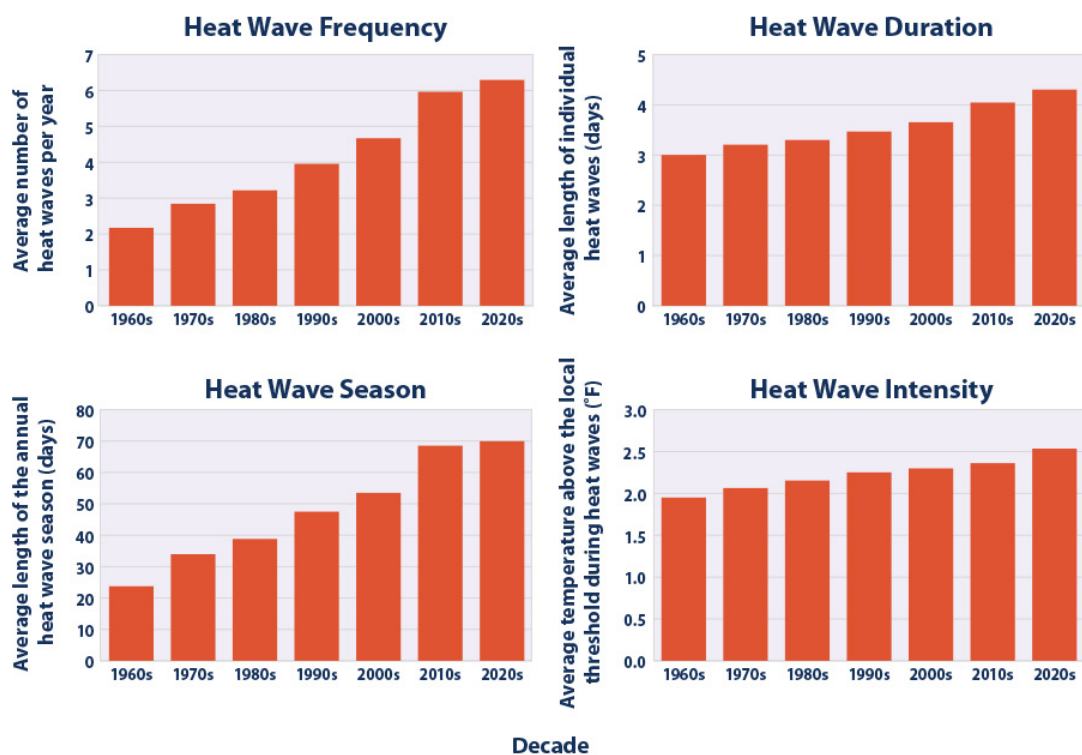 Heat Wave Frequency
Average number of
heat waves per year
7
6
5
4
3
2
1
0
1960s 1970s 1980s 1990s 2000s 2010s 2020s
Heat Wave Duration
Average length of individual
heat waves (days)
5
4
3
2
1
0
1960s 1970s 1980s 1990s 2000s 2010s 2020s
Heat Wave Season
Average length of the annual
heat wave season (days)
80
70
60
50
40
30
20
10
0
1960s 1970s 1980s 1990s 2000s 2010s 2020s
Heat Wave Intensity
Average temperature above the local
threshold during heat waves (˚F)
3.0
2.5
2.0
1.5
1.0
0.5
0.0
1960s 1970s 1980s 1990s 2000s 2010s 2020s
Decade